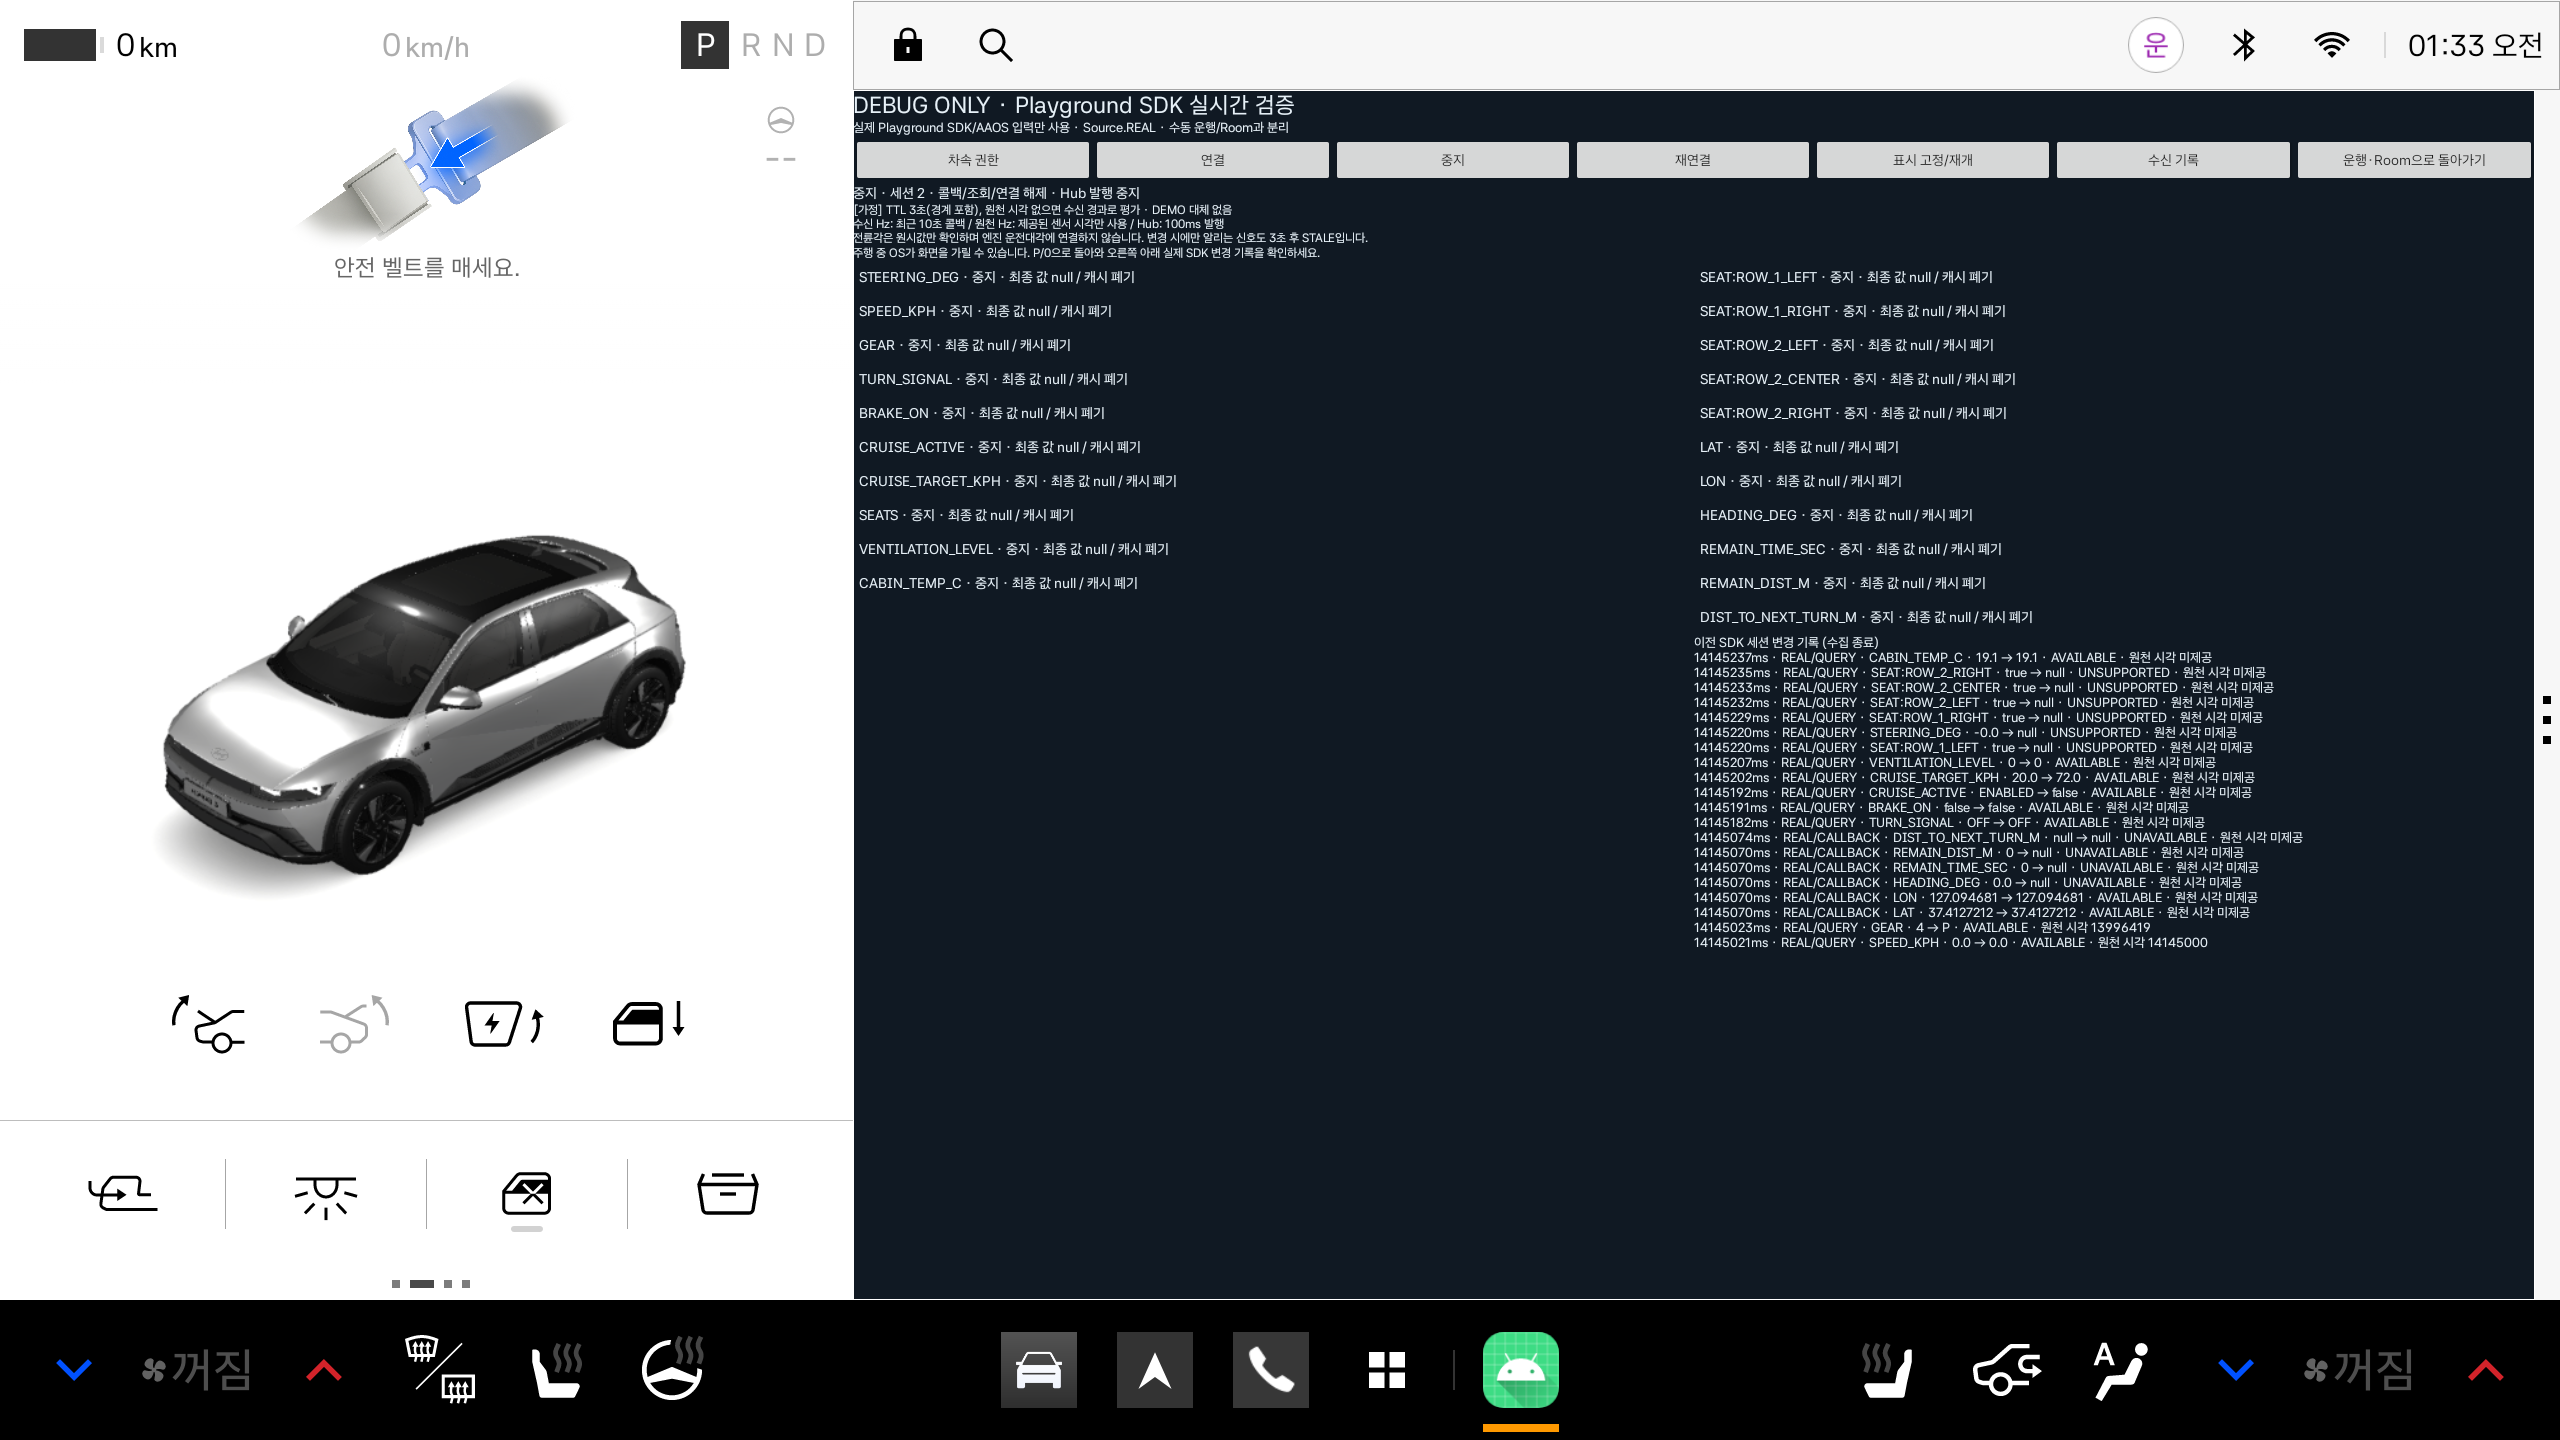 0 km
0 km/h
P R N D
안전 벨트를 매세요.
운
01:33 오전
DEBUG ONLY · Playground SDK 실시간 검증
실제 Playground SDK/AAOS 입력만 사용 · Source.REAL · 수동 운행/Room과 분리
차속 권한
연결
중지
재연결
표시 고정/재개
수신 기록
운행·Room으로 돌아가기
중지 · 세션 2 · 콜백/조회/연결 해제 · Hub 발행 중지
[가정] TTL 3초(경계 포함), 원천 시각 없으면 수신 경과로 평가 · DEMO 대체 없음
수신 Hz: 최근 10초 콜백 / 원천 Hz: 제공된 센서 시각만 사용 / Hub: 100ms 발행
전륜각은 원시값만 확인하며 엔진 운전대각에 연결하지 않습니다. 변경 시에만 알리는 신호도 3초 후 STALE입니다.
주행 중 OS가 화면을 가릴 수 있습니다. P/0으로 돌아와 오른쪽 아래 실제 SDK 변경 기록을 확인하세요.
STEERING_DEG · 중지 · 최종 값 null / 캐시 폐기
SPEED_KPH · 중지 · 최종 값 null / 캐시 폐기
GEAR · 중지 · 최종 값 null / 캐시 폐기
TURN_SIGNAL · 중지 · 최종 값 null / 캐시 폐기
BRAKE_ON · 중지 · 최종 값 null / 캐시 폐기
CRUISE_ACTIVE · 중지 · 최종 값 null / 캐시 폐기
CRUISE_TARGET_KPH · 중지 · 최종 값 null / 캐시 폐기
SEATS · 중지 · 최종 값 null / 캐시 폐기
VENTILATION_LEVEL · 중지 · 최종 값 null / 캐시 폐기
CABIN_TEMP_C · 중지 · 최종 값 null / 캐시 폐기
SEAT:ROW_1_LEFT · 중지 · 최종 값 null / 캐시 폐기
SEAT:ROW_1_RIGHT · 중지 · 최종 값 null / 캐시 폐기
SEAT:ROW_2_LEFT · 중지 · 최종 값 null / 캐시 폐기
SEAT:ROW_2_CENTER · 중지 · 최종 값 null / 캐시 폐기
SEAT:ROW_2_RIGHT · 중지 · 최종 값 null / 캐시 폐기
LAT · 중지 · 최종 값 null / 캐시 폐기
LON · 중지 · 최종 값 null / 캐시 폐기
HEADING_DEG · 중지 · 최종 값 null / 캐시 폐기
REMAIN_TIME_SEC · 중지 · 최종 값 null / 캐시 폐기
REMAIN_DIST_M · 중지 · 최종 값 null / 캐시 폐기
DIST_TO_NEXT_TURN_M · 중지 · 최종 값 null / 캐시 폐기
이전 SDK 세션 변경 기록 (수집 종료)
14145237ms · REAL/QUERY · CABIN_TEMP_C · 19.1 → 19.1 · AVAILABLE · 원천 시각 미제공
14145235ms · REAL/QUERY · SEAT:ROW_2_RIGHT · true → null · UNSUPPORTED · 원천 시각 미제공
14145233ms · REAL/QUERY · SEAT:ROW_2_CENTER · true → null · UNSUPPORTED · 원천 시각 미제공
14145232ms · REAL/QUERY · SEAT:ROW_2_LEFT · true → null · UNSUPPORTED · 원천 시각 미제공
14145229ms · REAL/QUERY · SEAT:ROW_1_RIGHT · true → null · UNSUPPORTED · 원천 시각 미제공
14145220ms · REAL/QUERY · STEERING_DEG · -0.0 → null · UNSUPPORTED · 원천 시각 미제공
14145220ms · REAL/QUERY · SEAT:ROW_1_LEFT · true → null · UNSUPPORTED · 원천 시각 미제공
14145207ms · REAL/QUERY · VENTILATION_LEVEL · 0 → 0 · AVAILABLE · 원천 시각 미제공
14145202ms · REAL/QUERY · CRUISE_TARGET_KPH · 20.0 → 72.0 · AVAILABLE · 원천 시각 미제공
14145192ms · REAL/QUERY · CRUISE_ACTIVE · ENABLED → false · AVAILABLE · 원천 시각 미제공
14145191ms · REAL/QUERY · BRAKE_ON · false → false · AVAILABLE · 원천 시각 미제공
14145182ms · REAL/QUERY · TURN_SIGNAL · OFF → OFF · AVAILABLE · 원천 시각 미제공
14145074ms · REAL/CALLBACK · DIST_TO_NEXT_TURN_M · null → null · UNAVAILABLE · 원천 시각 미제공
14145070ms · REAL/CALLBACK · REMAIN_DIST_M · 0 → null · UNAVAILABLE · 원천 시각 미제공
14145070ms · REAL/CALLBACK · REMAIN_TIME_SEC · 0 → null · UNAVAILABLE · 원천 시각 미제공
14145070ms · REAL/CALLBACK · HEADING_DEG · 0.0 → null · UNAVAILABLE · 원천 시각 미제공
14145070ms · REAL/CALLBACK · LON · 127.094681 → 127.094681 · AVAILABLE · 원천 시각 미제공
14145070ms · REAL/CALLBACK · LAT · 37.4127212 → 37.4127212 · AVAILABLE · 원천 시각 미제공
14145023ms · REAL/QUERY · GEAR · 4 → P · AVAILABLE · 원천 시각 13996419
14145021ms · REAL/QUERY · SPEED_KPH · 0.0 → 0.0 · AVAILABLE · 원천 시각 14145000
꺼짐
A
꺼짐